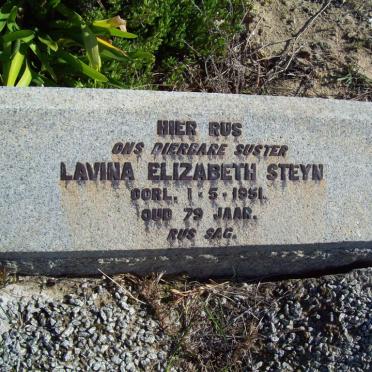 HIER RUS
ONS DIERBARE SUSTER
LAVINA ELIZABETH STEYN
OORL. 1·5·1951.
OUD 79 JAAR.
RUS SAG.